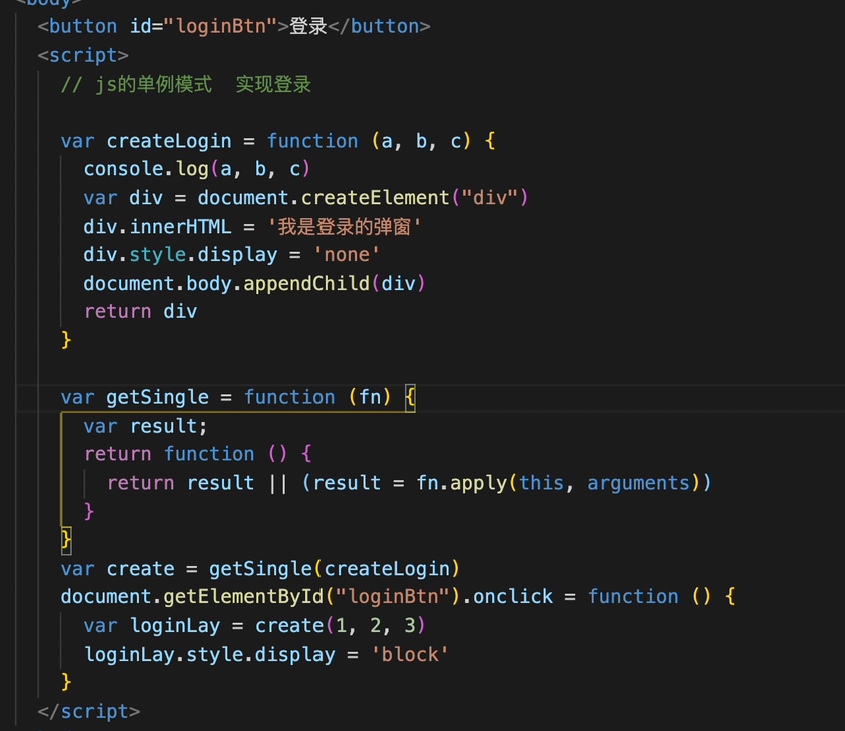 <body>
<button id="loginBtn">登录</button>
<script>
// js的单例模式  实现登录
var createLogin = function (a, b, c) {
console.log(a, b, c)
var div = document.createElement("div")
div.innerHTML = '我是登录的弹窗'
div.style.display = 'none'
document.body.appendChild(div)
return div
}
var getSingle = function (fn) {
var result;
return function () {
return result || (result = fn.apply(this, arguments))
}
}
var create = getSingle(createLogin)
document.getElementById("loginBtn").onclick = function () {
var loginLay = create(1, 2, 3)
loginLay.style.display = 'block'
}
</script>